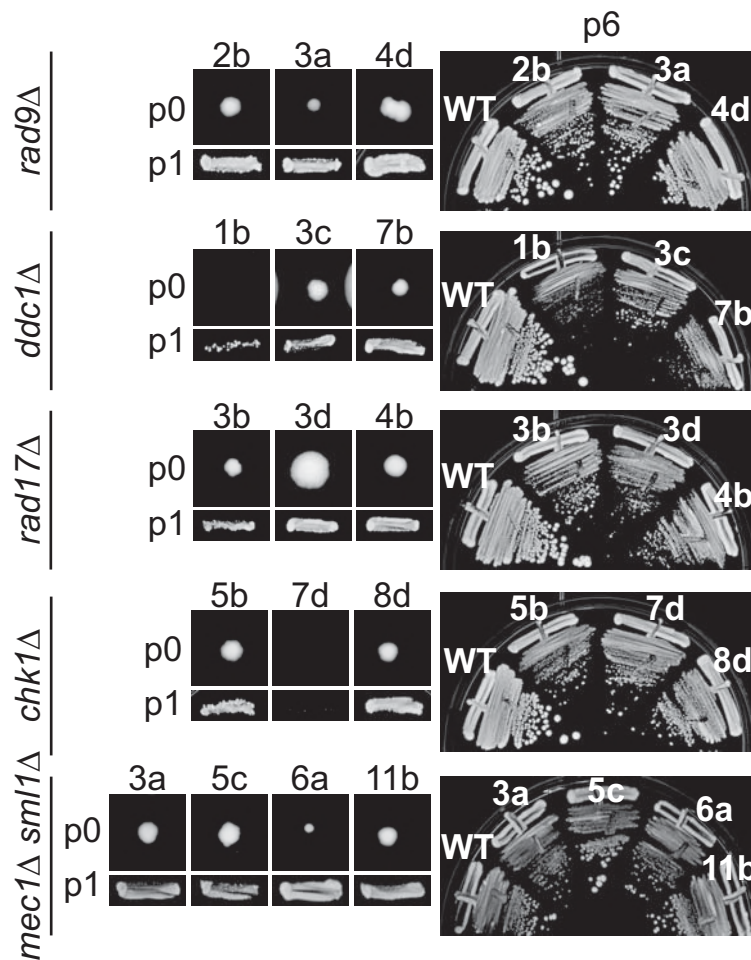 p6
rad9Δ
2b 3a 4d
p0
p1
WT 2b 3a 4d
ddc1Δ
1b 3c 7b
p0
p1
WT 1b 3c 7b
rad17Δ
3b 3d 4b
p0
p1
WT 3b 3d 4b
chk1Δ
5b 7d 8d
p0
p1
WT 5b 7d 8d
mec1Δ sml1Δ
3a 5c 6a 11b
p0
p1
WT 3a 5c 6a 11b